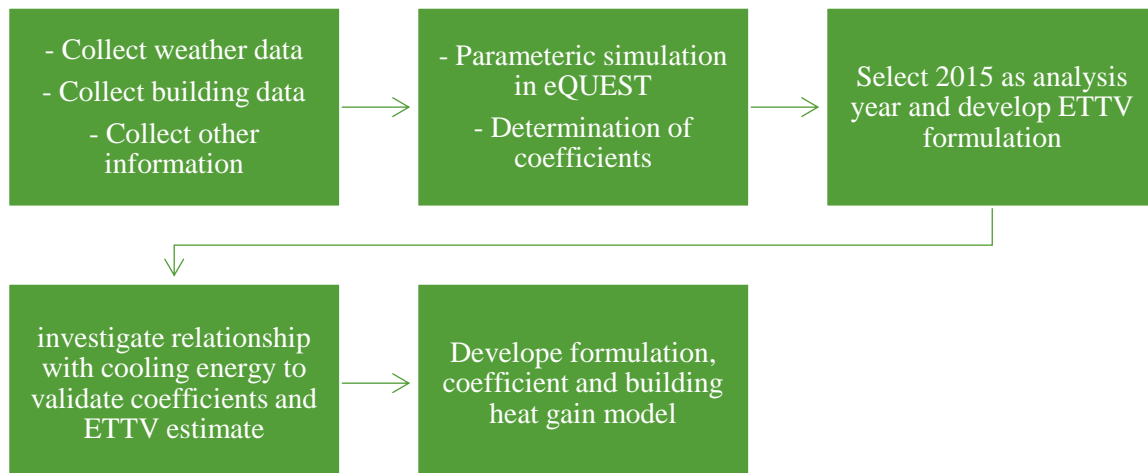 - Collect weather data
- Collect building data
- Collect other
information
- Parameteric simulation
in eQUEST
- Determination of
coefficients
Select 2015 as analysis
year and develop ETTV
formulation
investigate relationship
with cooling energy to
validate coefficients and
ETTV estimate
Develope formulation,
coefficient and building
heat gain model